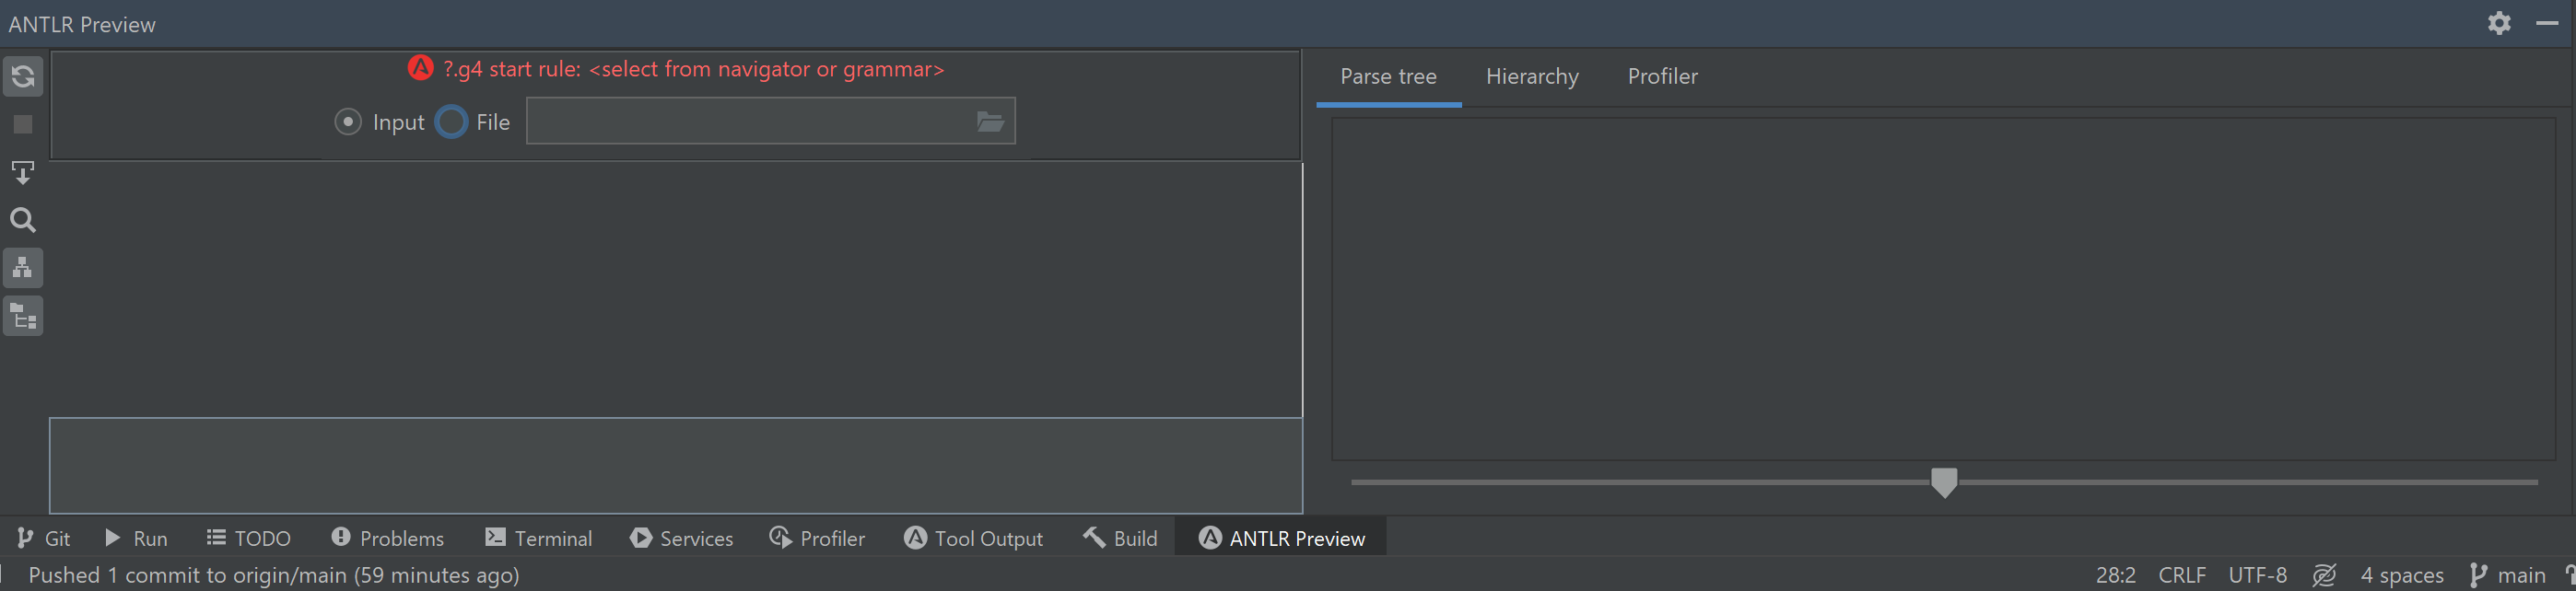 ANTLR Preview
?.g4 start rule: <select from navigator or grammar>
Input File
Parse tree Hierarchy Profiler
Git Run TODO Problems Terminal Services Profiler Tool Output Build ANTLR Preview
Pushed 1 commit to origin/main (59 minutes ago) 28:2 CRLF UTF-8 4 spaces main